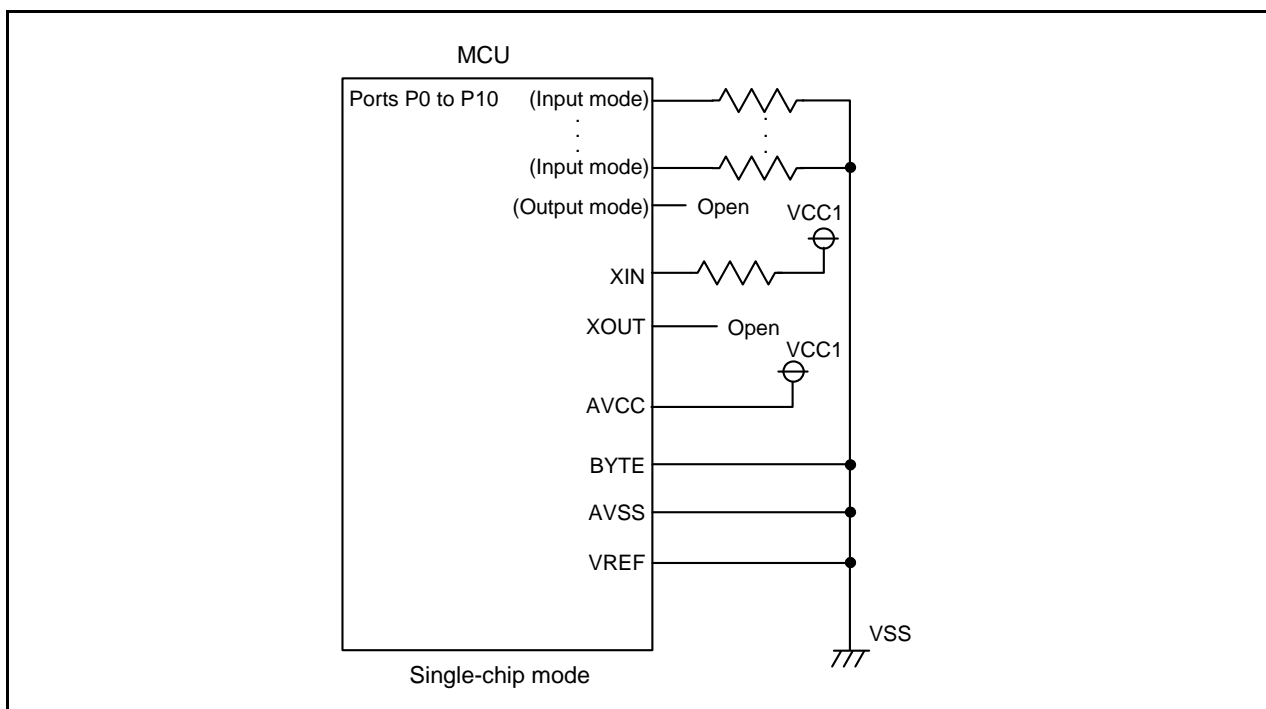 MCU
Ports P0 to P10 (Input mode)
(Input mode)
(Output mode) Open
VCC1
XIN
XOUT Open
VCC1
AVCC
BYTE
AVSS
VREF
VSS
Single-chip mode